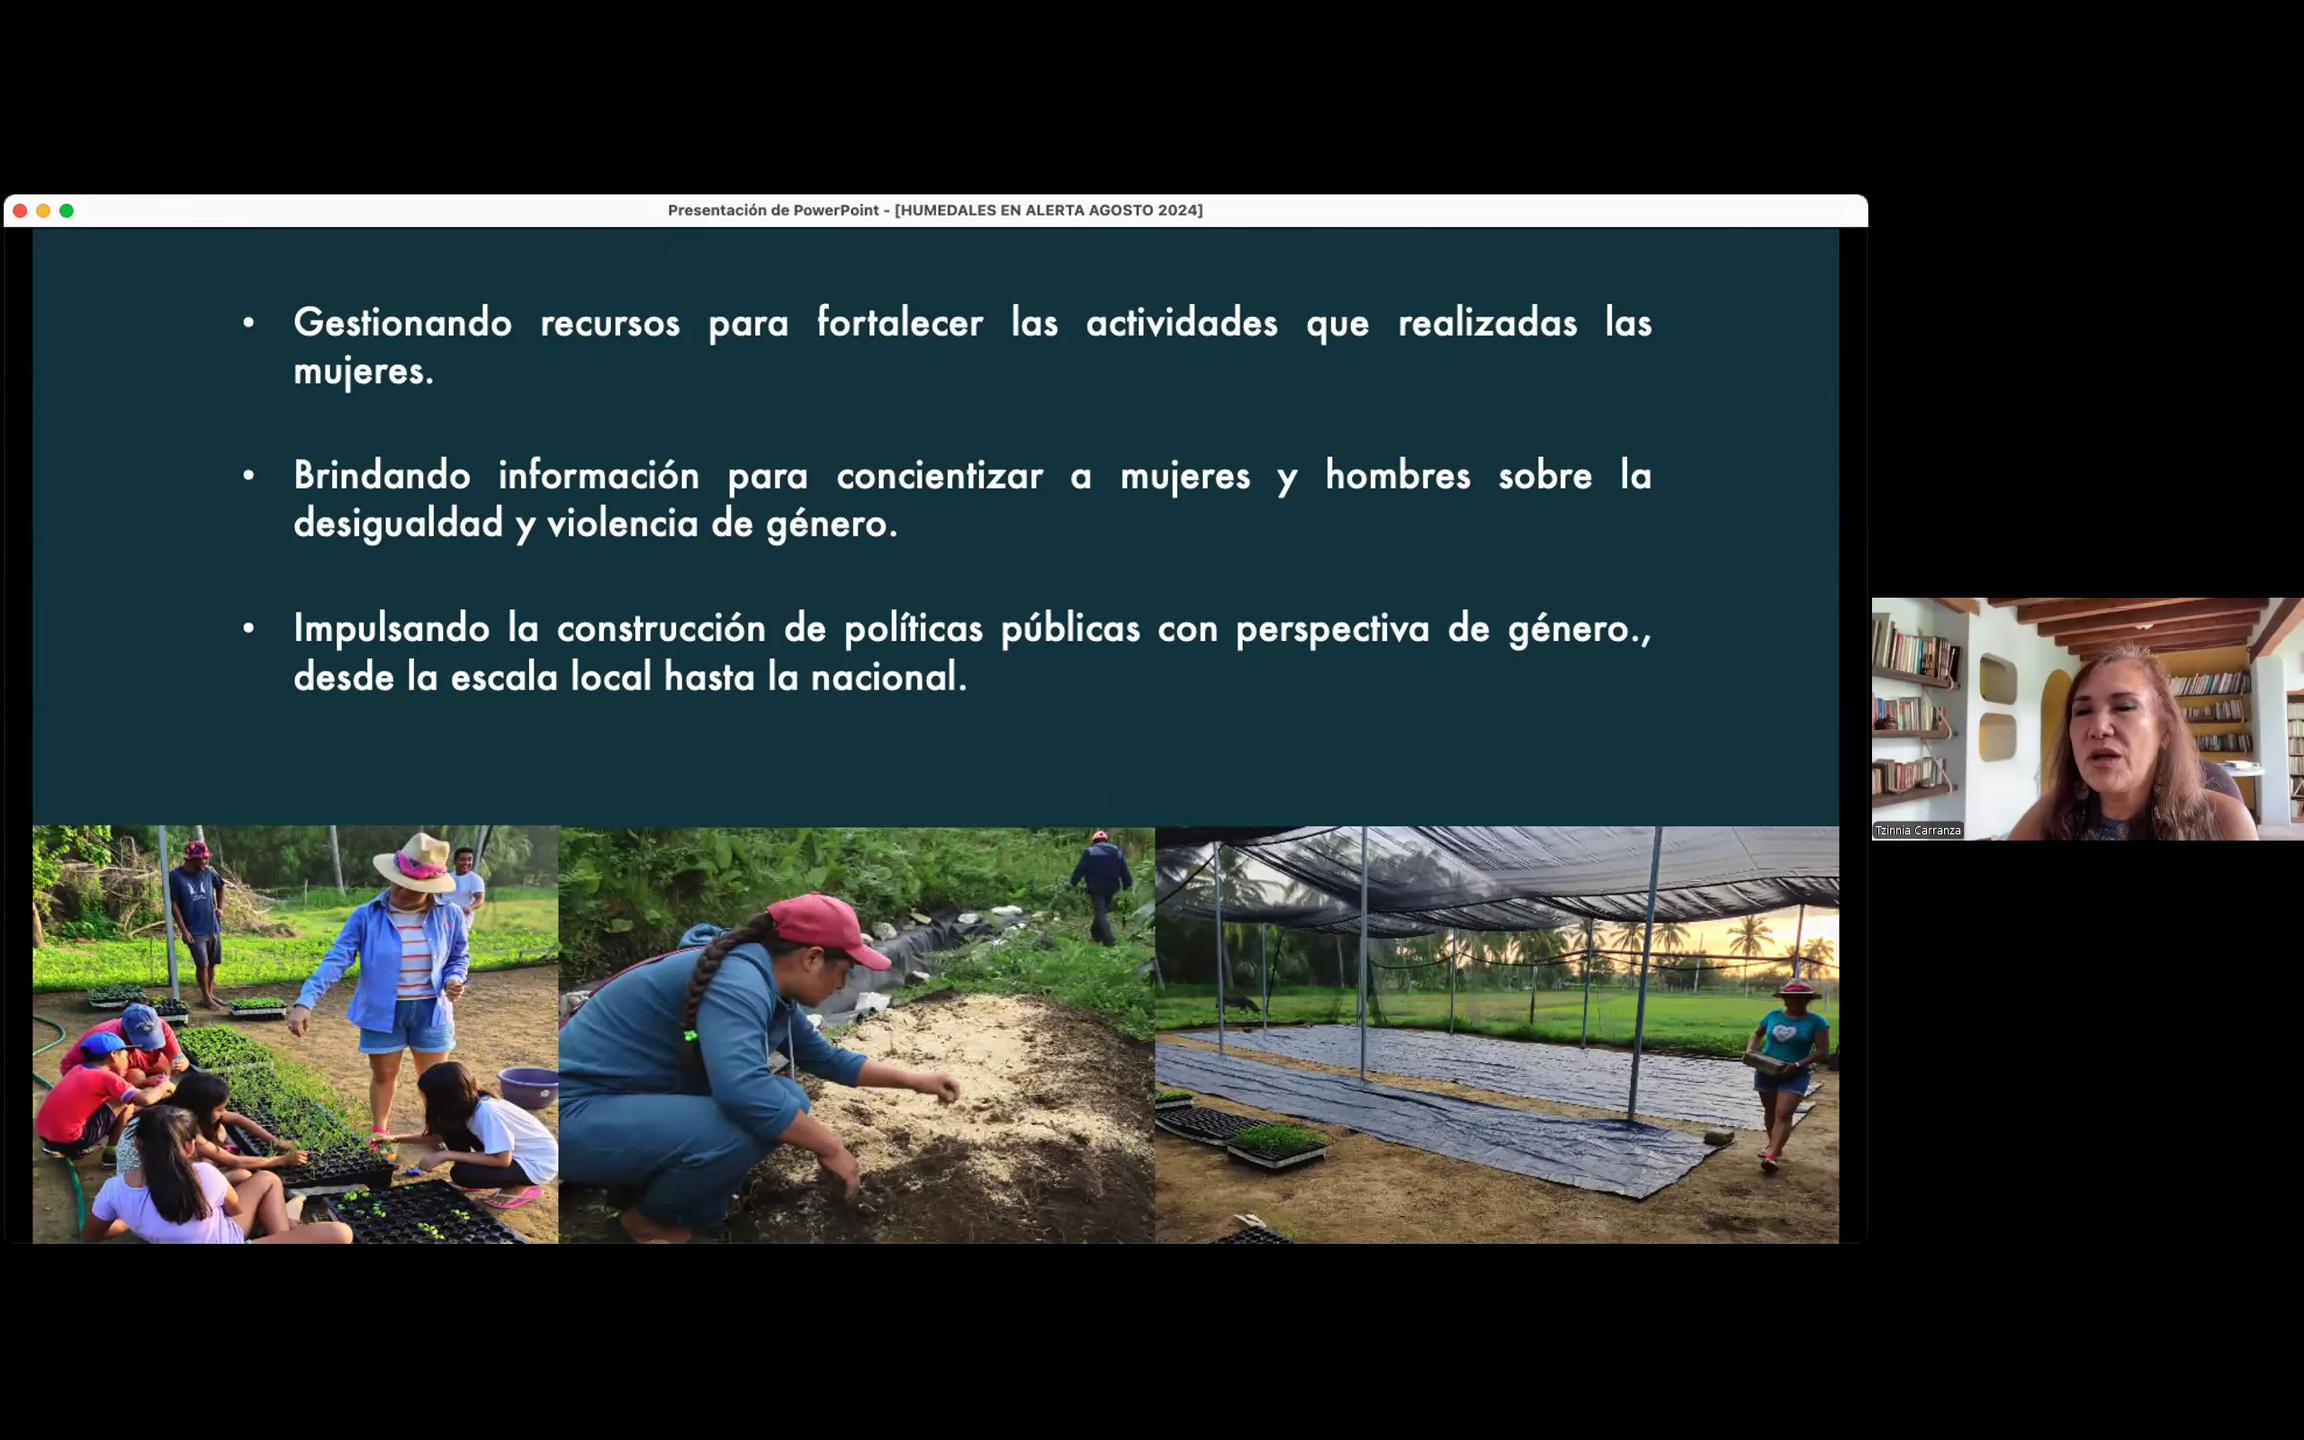 Presentación de PowerPoint - [HUMEDALES EN ALERTA AGOSTO 2024]
• Gestionando recursos para fortalecer las actividades que realizadas las
mujeres.
• Brindando información para concientizar a mujeres y hombres sobre la
desigualdad y violencia de género.
• Impulsando la construcción de políticas públicas con perspectiva de género.,
desde la escala local hasta la nacional.
Tzinnia Carranza